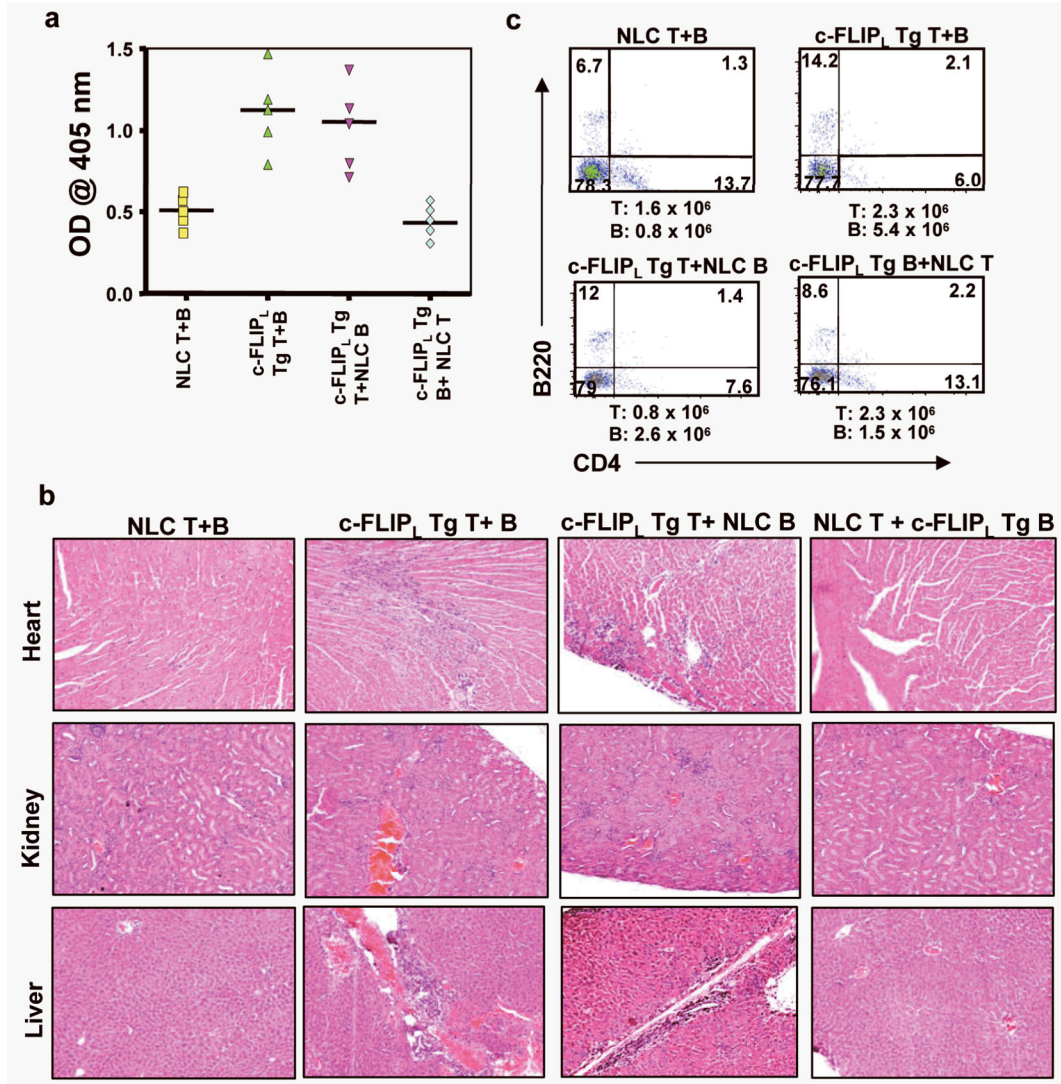 a
OD @ 405 nm
1.5
1.0
0.5
0.0
NLC T+B
c-FLIPL
Tg T+B
c-FLIPL Tg
T+NLC B
c-FLIPL Tg
B+ NLC T
c
NLC T+B
6.7
1.3
78.3
13.7
T: 1.6 x 10⁶
B: 0.8 x 10⁶
c-FLIPL Tg T+B
14.2
2.1
77.7
6.0
T: 2.3 x 10⁶
B: 5.4 x 10⁶
c-FLIPL Tg T+NLC B
12
1.4
79
7.6
T: 0.8 x 10⁶
B: 2.6 x 10⁶
c-FLIPL Tg B+NLC T
8.6
2.2
76.1
13.1
T: 2.3 x 10⁶
B: 1.5 x 10⁶
B220
CD4
b
NLC T+B
c-FLIPL Tg T+ B
c-FLIPL Tg T+ NLC B
NLC T + c-FLIPL Tg B
Heart
Kidney
Liver